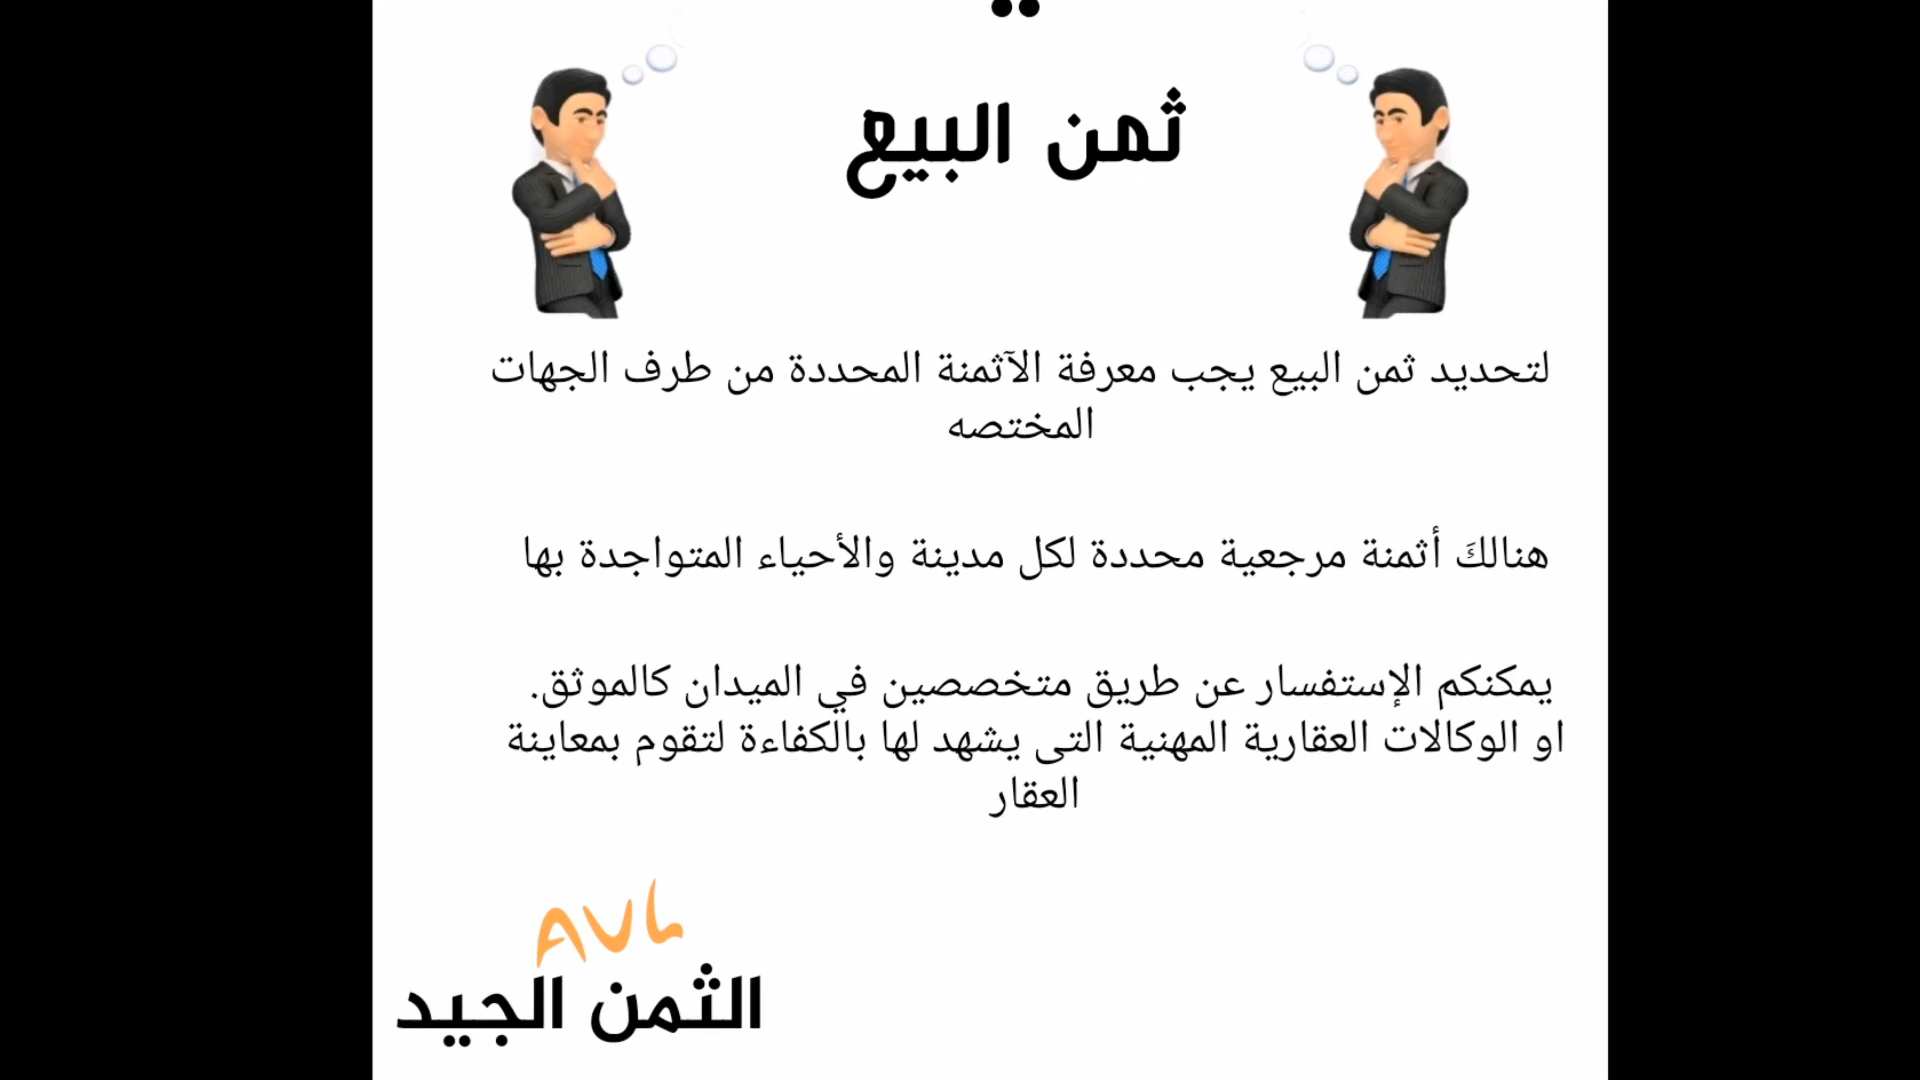 ثمن البيع
لتحديد ثمن البيع يجب معرفة الآثمنة المحددة من طرف الجهات
المختصه
هنالكَ أثمنة مرجعية محددة لكل مدينة والأحياء المتواجدة بها
يمكنكم الإستفسار عن طريق متخصصين في الميدان كالموثق.
او الوكالات العقارية المهنية التى يشهد لها بالكفاءة لتقوم بمعاينة
العقار
AVL
الثمن الجيد